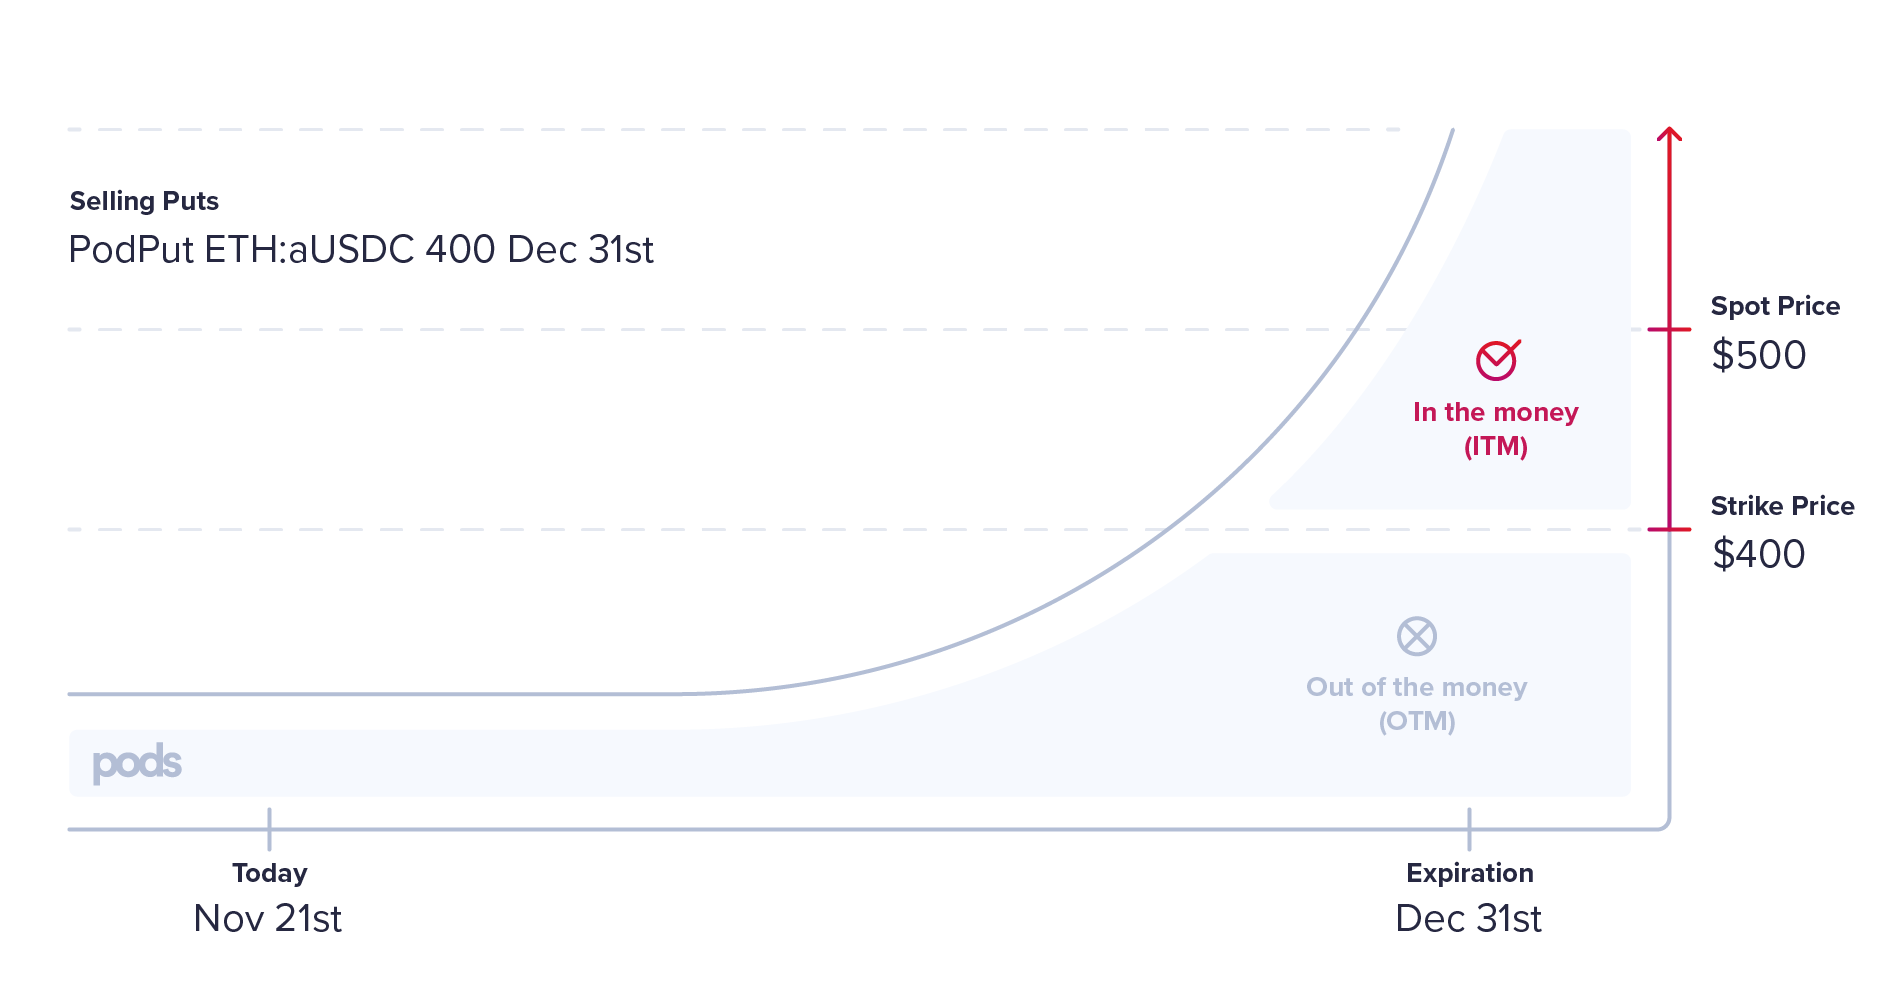 Selling Puts
PodPut ETH:aUSDC 400 Dec 31st
Spot Price
$500
In the money
(ITM)
Strike Price
$400
Out of the money
(OTM)
pods
Today
Nov 21st
Expiration
Dec 31st